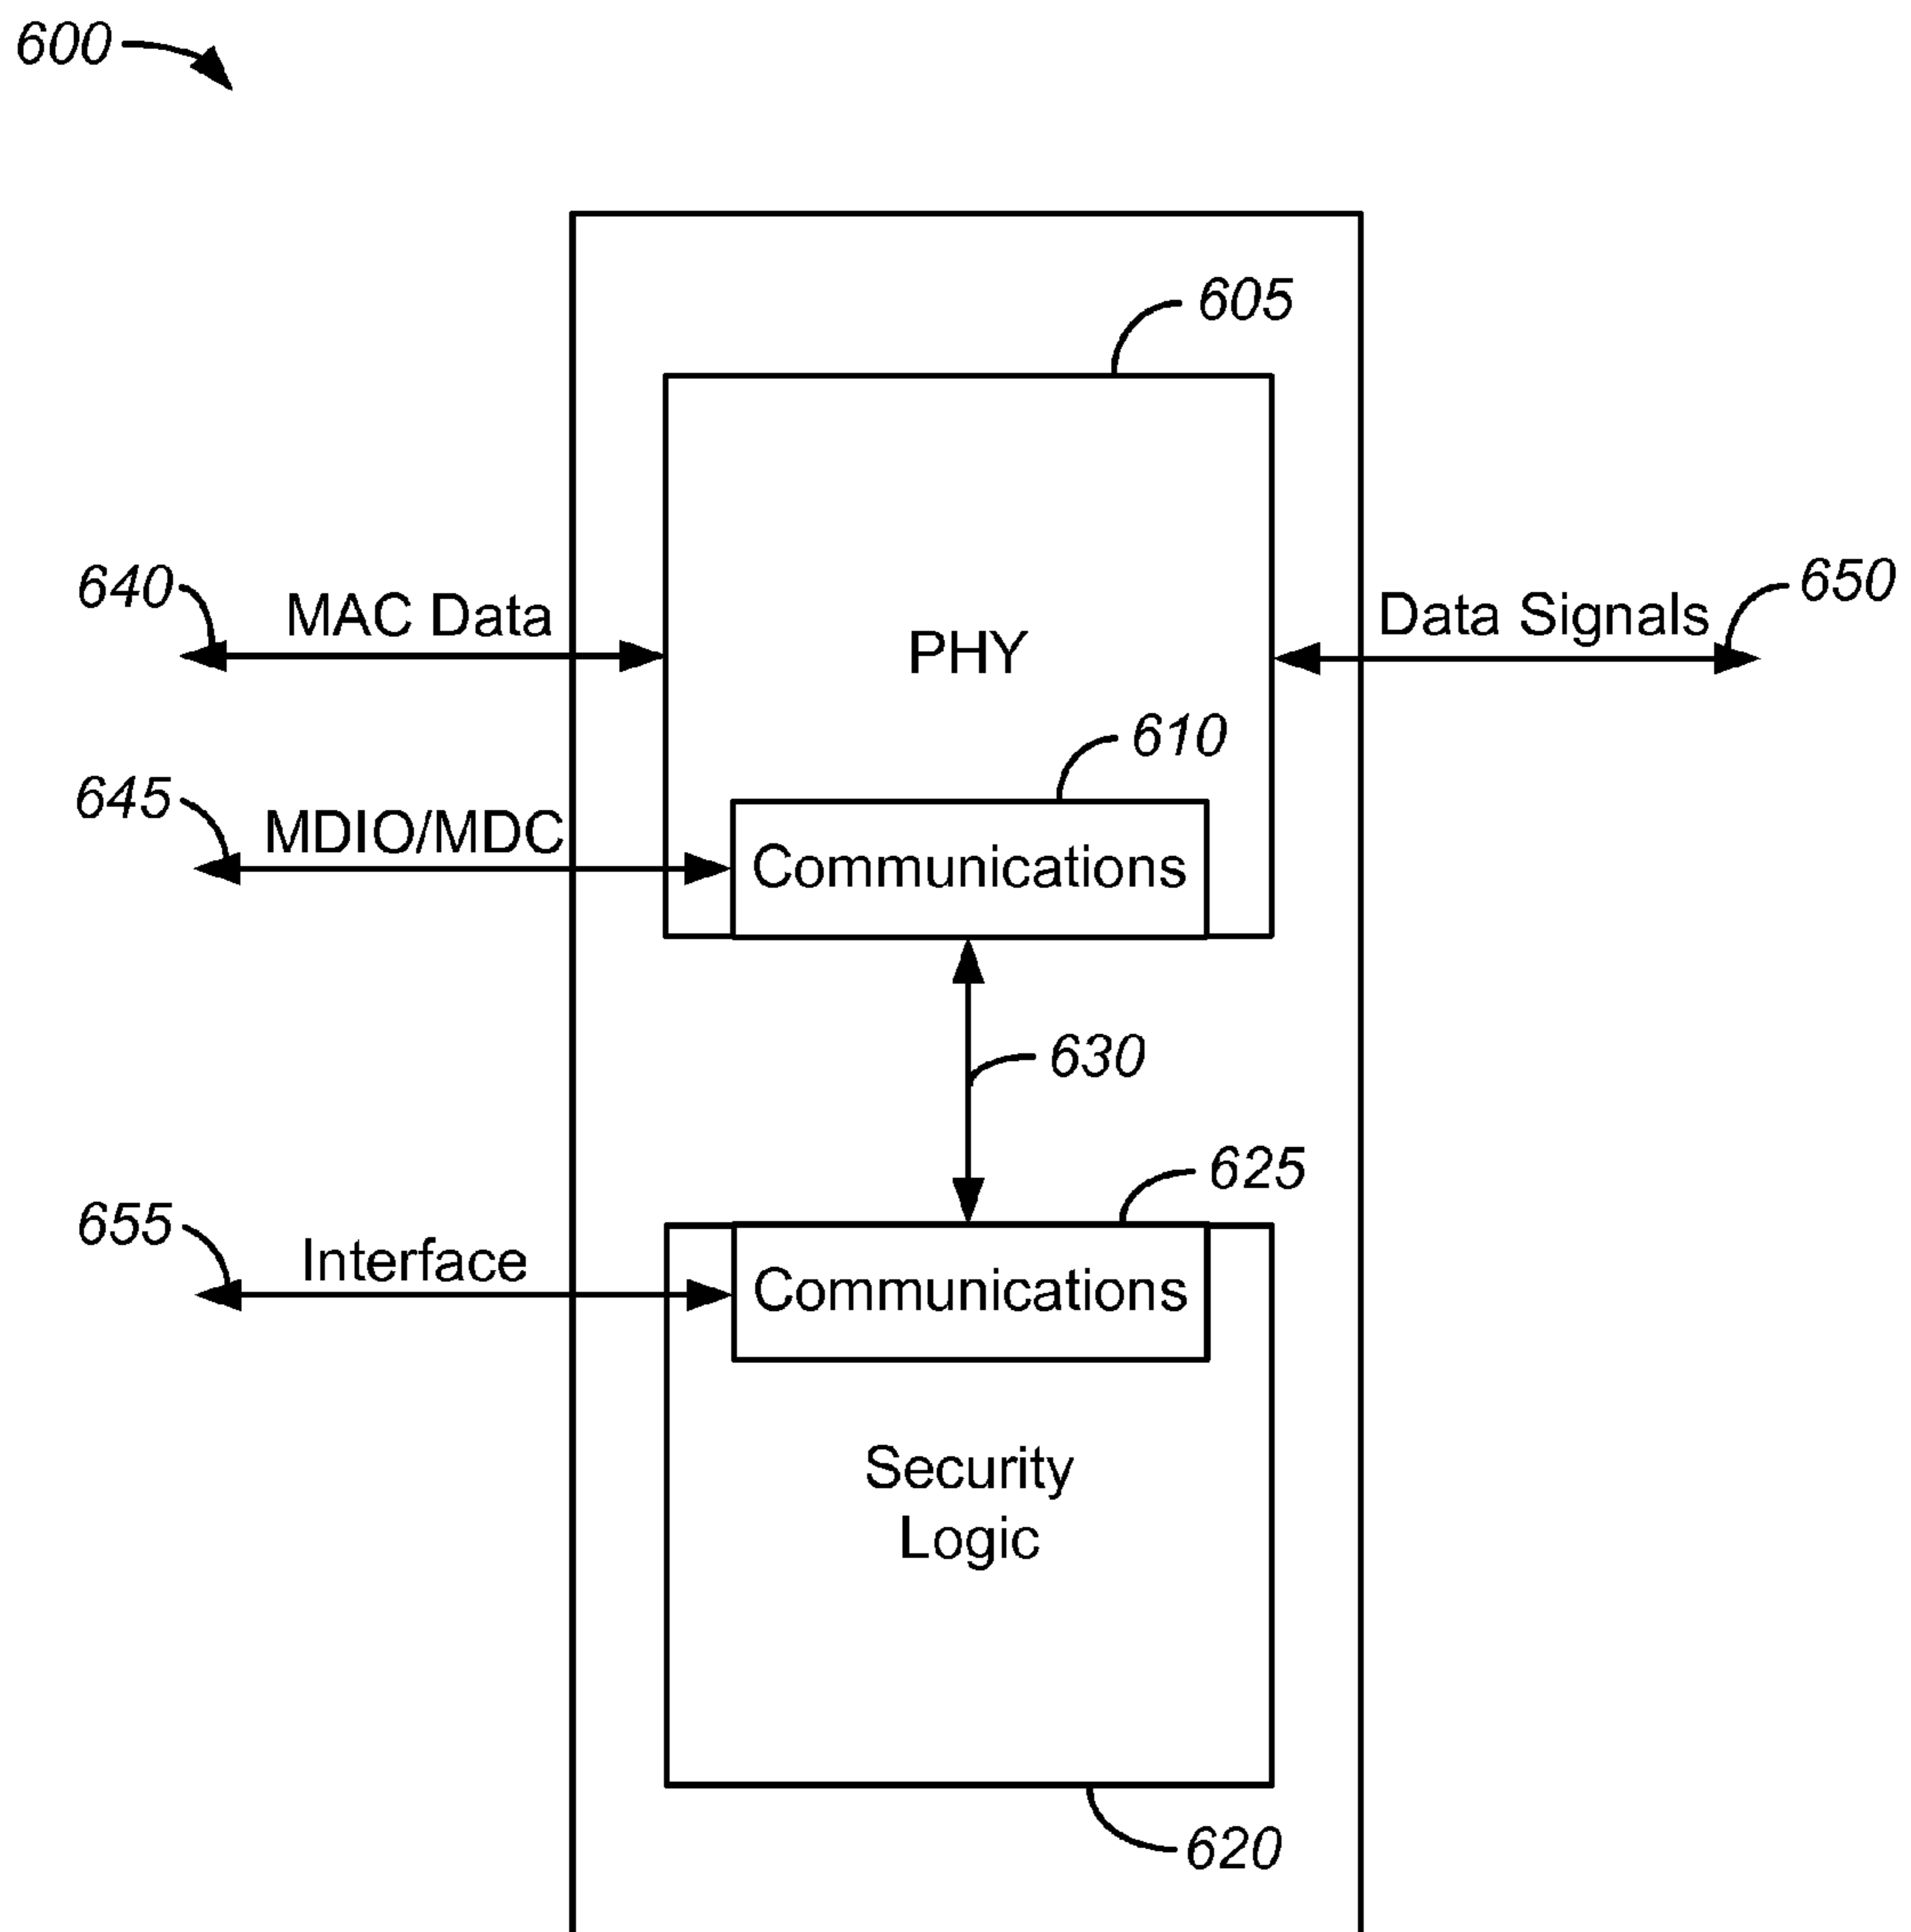 600
605
640
MAC Data
PHY
Data Signals
650
610
645
MDIO/MDC
Communications
630
625
655
Interface
Communications
Security
Logic
620